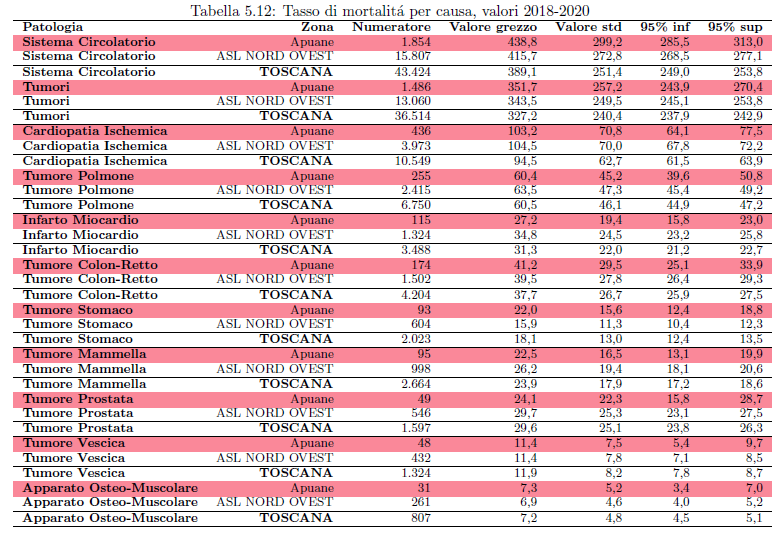 Tabella 5.12: Tasso di mortalitá per causa, valori 2018-2020
Patologia Zona Numeratore Valore grezzo Valore std 95% inf 95% sup
Sistema Circolatorio Apuane 1.854 438,8 299,2 285,5 313,0
Sistema Circolatorio ASL NORD OVEST 15.807 415,7 272,8 268,5 277,1
Sistema Circolatorio TOSCANA 43.424 389,1 251,4 249,0 253,8
Tumori Apuane 1.486 351,7 257,2 243,9 270,4
Tumori ASL NORD OVEST 13.060 343,5 249,5 245,1 253,8
Tumori TOSCANA 36.514 327,2 240,4 237,9 242,9
Cardiopatia Ischemica Apuane 436 103,2 70,8 64,1 77,5
Cardiopatia Ischemica ASL NORD OVEST 3.973 104,5 70,0 67,8 72,2
Cardiopatia Ischemica TOSCANA 10.549 94,5 62,7 61,5 63,9
Tumore Polmone Apuane 255 60,4 45,2 39,6 50,8
Tumore Polmone ASL NORD OVEST 2.415 63,5 47,3 45,4 49,2
Tumore Polmone TOSCANA 6.750 60,5 46,1 44,9 47,2
Infarto Miocardio Apuane 115 27,2 19,4 15,8 23,0
Infarto Miocardio ASL NORD OVEST 1.324 34,8 24,5 23,2 25,8
Infarto Miocardio TOSCANA 3.488 31,3 22,0 21,2 22,7
Tumore Colon-Retto Apuane 174 41,2 29,5 25,1 33,9
Tumore Colon-Retto ASL NORD OVEST 1.502 39,5 27,8 26,4 29,3
Tumore Colon-Retto TOSCANA 4.204 37,7 26,7 25,9 27,5
Tumore Stomaco Apuane 93 22,0 15,6 12,4 18,8
Tumore Stomaco ASL NORD OVEST 604 15,9 11,3 10,4 12,3
Tumore Stomaco TOSCANA 2.023 18,1 13,0 12,4 13,5
Tumore Mammella Apuane 95 22,5 16,5 13,1 19,9
Tumore Mammella ASL NORD OVEST 998 26,2 19,4 18,1 20,6
Tumore Mammella TOSCANA 2.664 23,9 17,9 17,2 18,6
Tumore Prostata Apuane 49 24,1 22,3 15,8 28,7
Tumore Prostata ASL NORD OVEST 546 29,7 25,3 23,1 27,5
Tumore Prostata TOSCANA 1.597 29,6 25,1 23,8 26,3
Tumore Vescica Apuane 48 11,4 7,5 5,4 9,7
Tumore Vescica ASL NORD OVEST 432 11,4 7,8 7,1 8,5
Tumore Vescica TOSCANA 1.324 11,9 8,2 7,8 8,7
Apparato Osteo-Muscolare Apuane 31 7,3 5,2 3,4 7,0
Apparato Osteo-Muscolare ASL NORD OVEST 261 6,9 4,6 4,0 5,2
Apparato Osteo-Muscolare TOSCANA 807 7,2 4,8 4,5 5,1